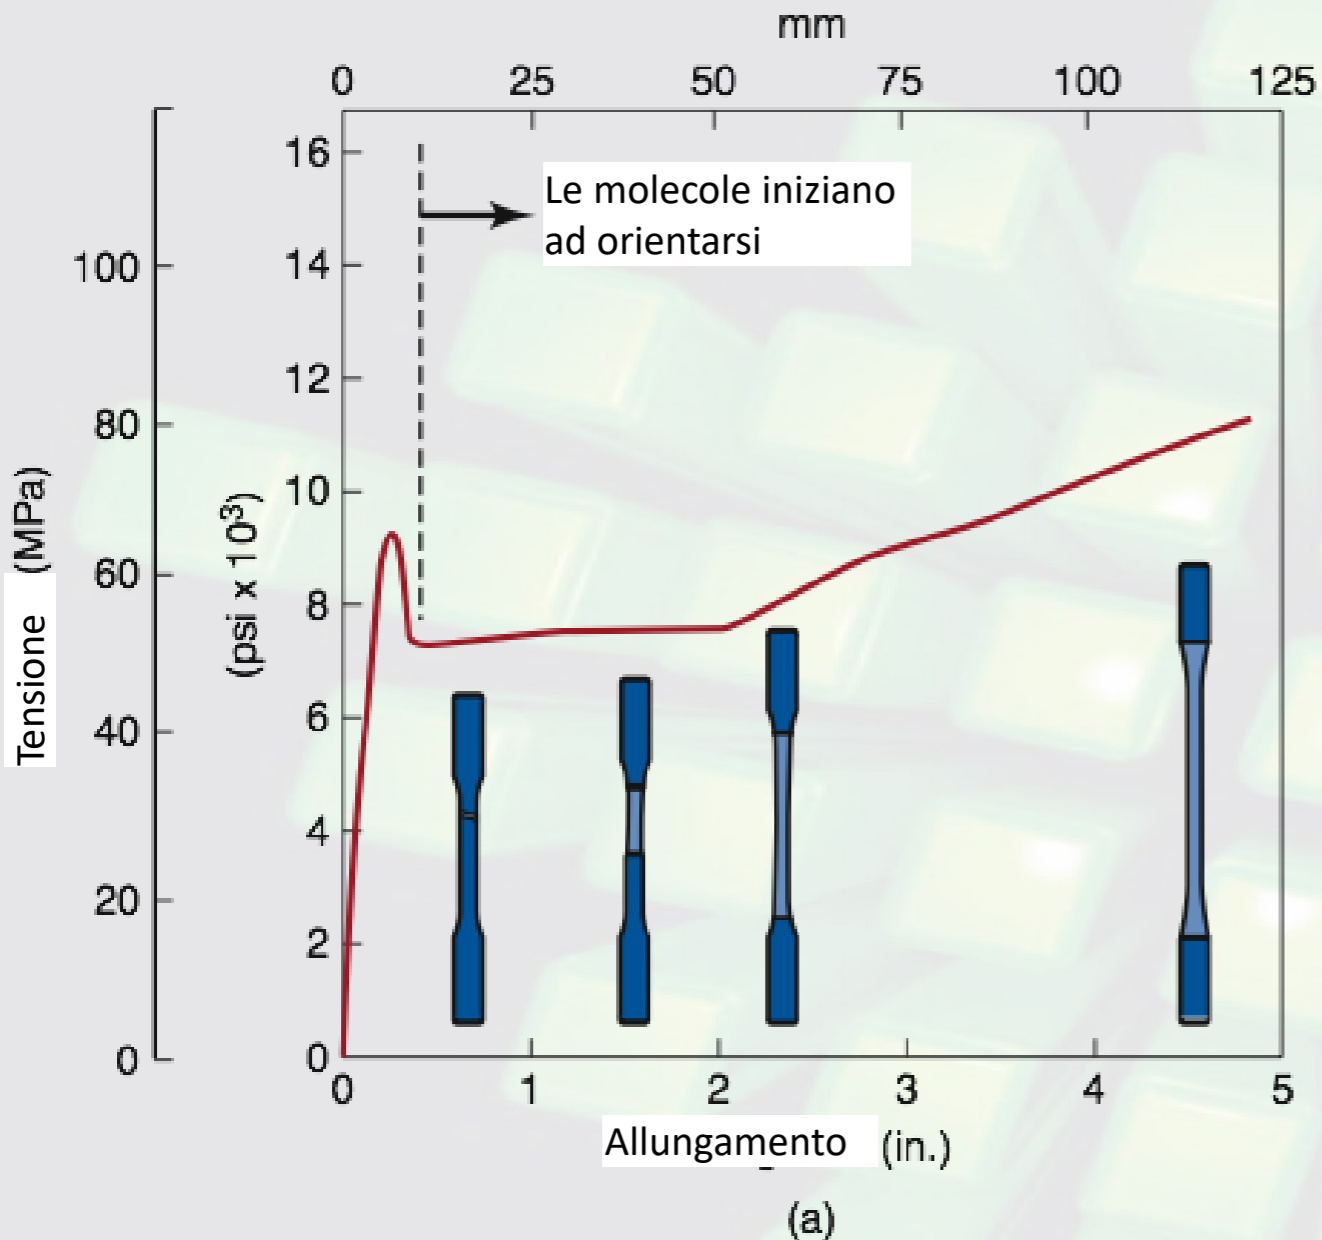 mm
0 25 50 75 100 125
16
Le molecole iniziano
ad orientarsi
100
14
12
80
10
Tensione (MPa)
(psi x 10³)
60
8
40
6
4
20
2
0
0
0 1 2 3 4 5
Allungamento (in.)
(a)